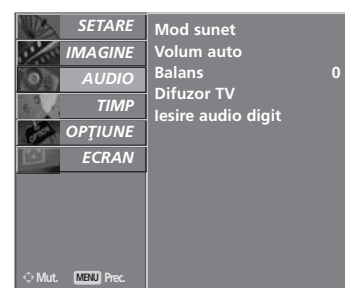 SETARE
IMAGINE
AUDIO
TIMP
OPŢIUNE
ECRAN
Mod sunet
Volum auto
Balans 0
Difuzor TV
Iesire audio digit
Mut. MENU Prec.